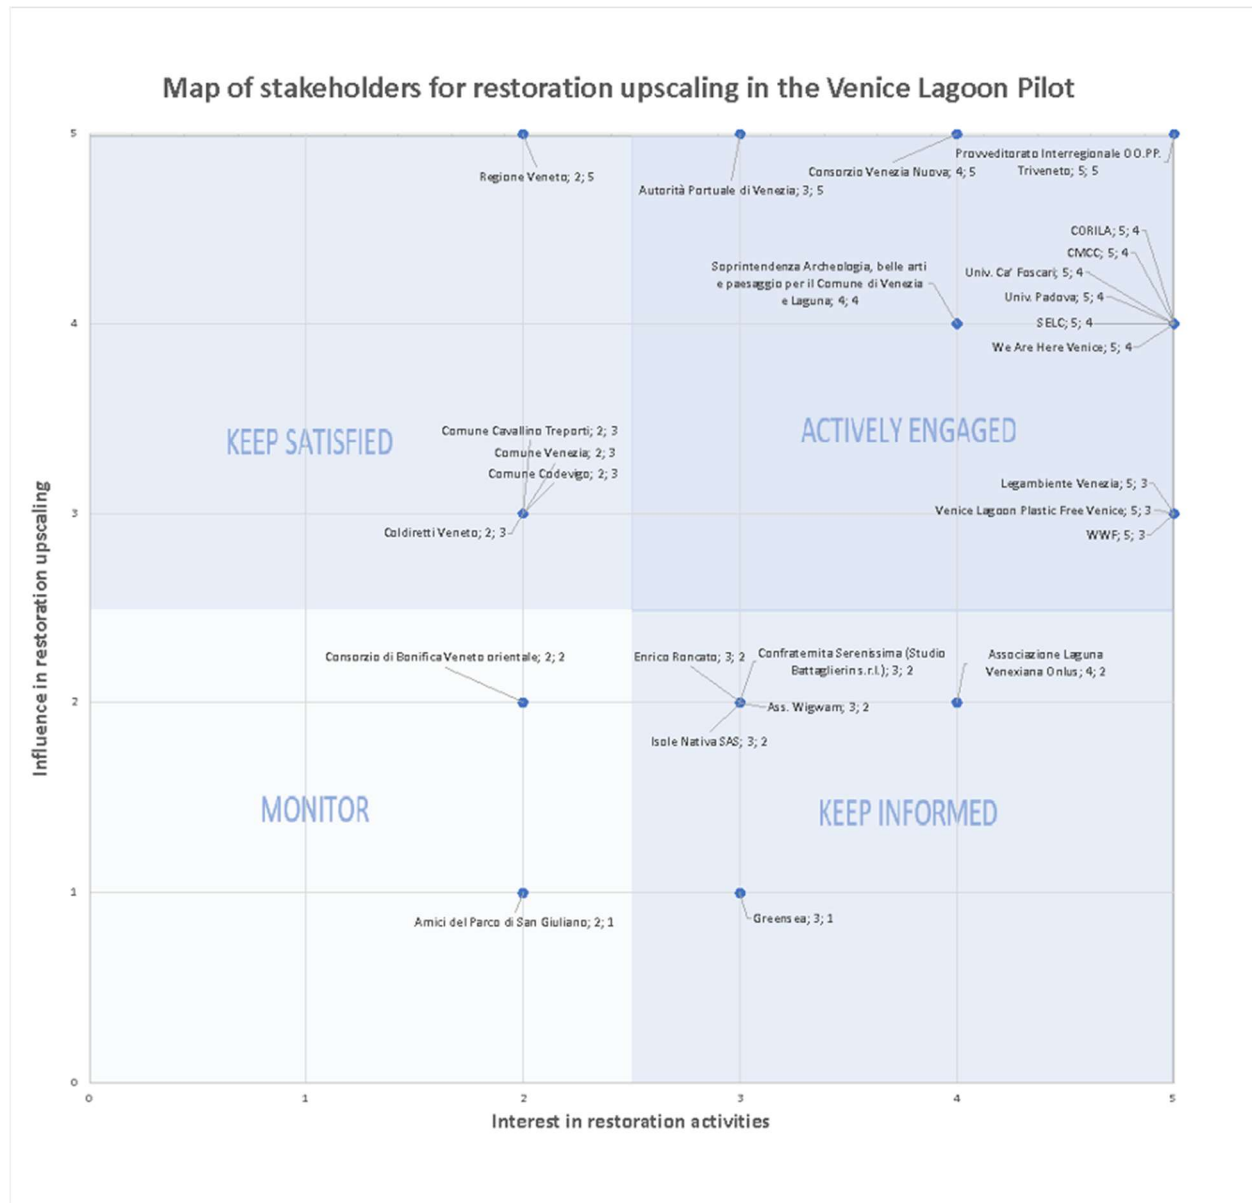 Map of stakeholders for restoration upscaling in the Venice Lagoon Pilot
5
Regione Veneto; 2; 5
Autorità Portuale di Venezia; 3; 5
Consorzio Venezia Nuova; 4; 5
Provveditorato Interregionale OO.PP.
Triveneto; 5; 5
CORILA; 5; 4
CMCC; 5; 4
Univ. Ca' Foscari; 5; 4
Univ. Padova; 5; 4
SELC; 5; 4
We Are Here Venice; 5; 4
Soprintendenza Archeologia, belle arti
e paesaggio per il Comune di Venezia
e Laguna; 4; 4
4
KEEP SATISFIED
ACTIVELY ENGAGED
Comune Cavallino Treporti; 2; 3
Comune Venezia; 2; 3
Comune Codevigo; 2; 3
Coldiretti Veneto; 2; 3
Legambiente Venezia; 5; 3
Venice Lagoon Plastic Free Venice; 5; 3
WWF; 5; 3
3
Influence in restoration upscaling
Consorzio di Bonifica Veneto orientale; 2; 2
Enrico Roncato; 3; 2
Confraternita Serenissima (Studio
Battaglierin s.r.l.); 3; 2
Associazione Laguna
Venexiana Onlus; 4; 2
Ass. Wigwam; 3; 2
Isole Nativa SAS; 3; 2
2
MONITOR
KEEP INFORMED
1
Amici del Parco di San Giuliano; 2; 1
Greensea; 3; 1
0
0
1
2
3
4
5
Interest in restoration activities